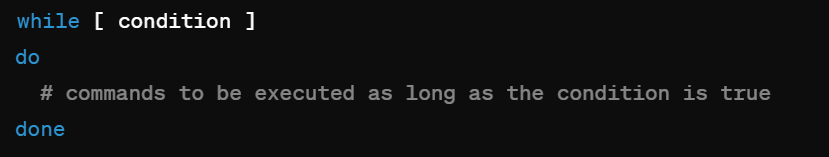 while [ condition ]
do
  # commands to be executed as long as the condition is true
done